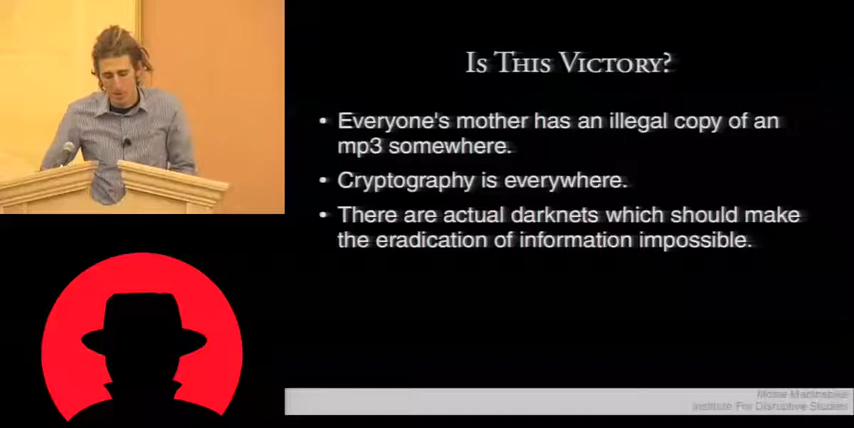 Is This Victory?
• Everyone's mother has an illegal copy of an
mp3 somewhere.
• Cryptography is everywhere.
• There are actual darknets which should make
the eradication of information impossible.
Moxie Marlinspike
Institute For Disruptive Studies